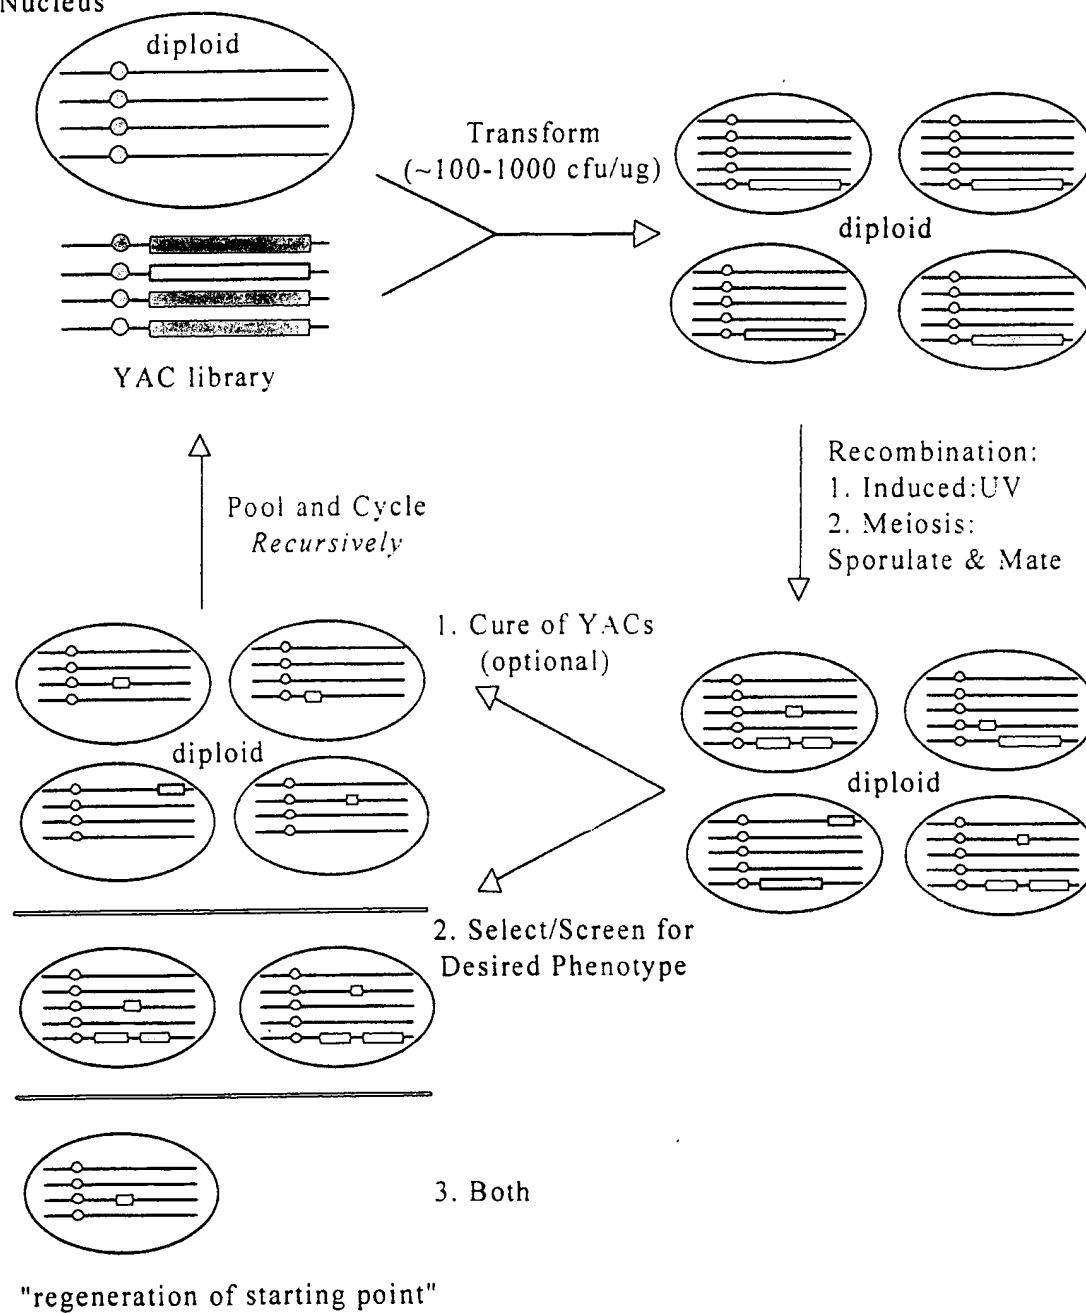 Nucleus
diploid
Transform
(~100-1000 cfu/ug)
diploid
YAC library
Recombination:
1. Induced:UV
2. Meiosis:
Sporulate & Mate
Pool and Cycle
Recursively
1. Cure of YACs
(optional)
diploid
diploid
2. Select/Screen for
Desired Phenotype
3. Both
"regeneration of starting point"